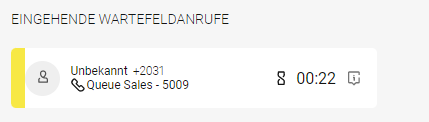 EINGEHENDE WARTEFELDANRUFE
Unbekannt +2031
Queue Sales - 5009
00:22